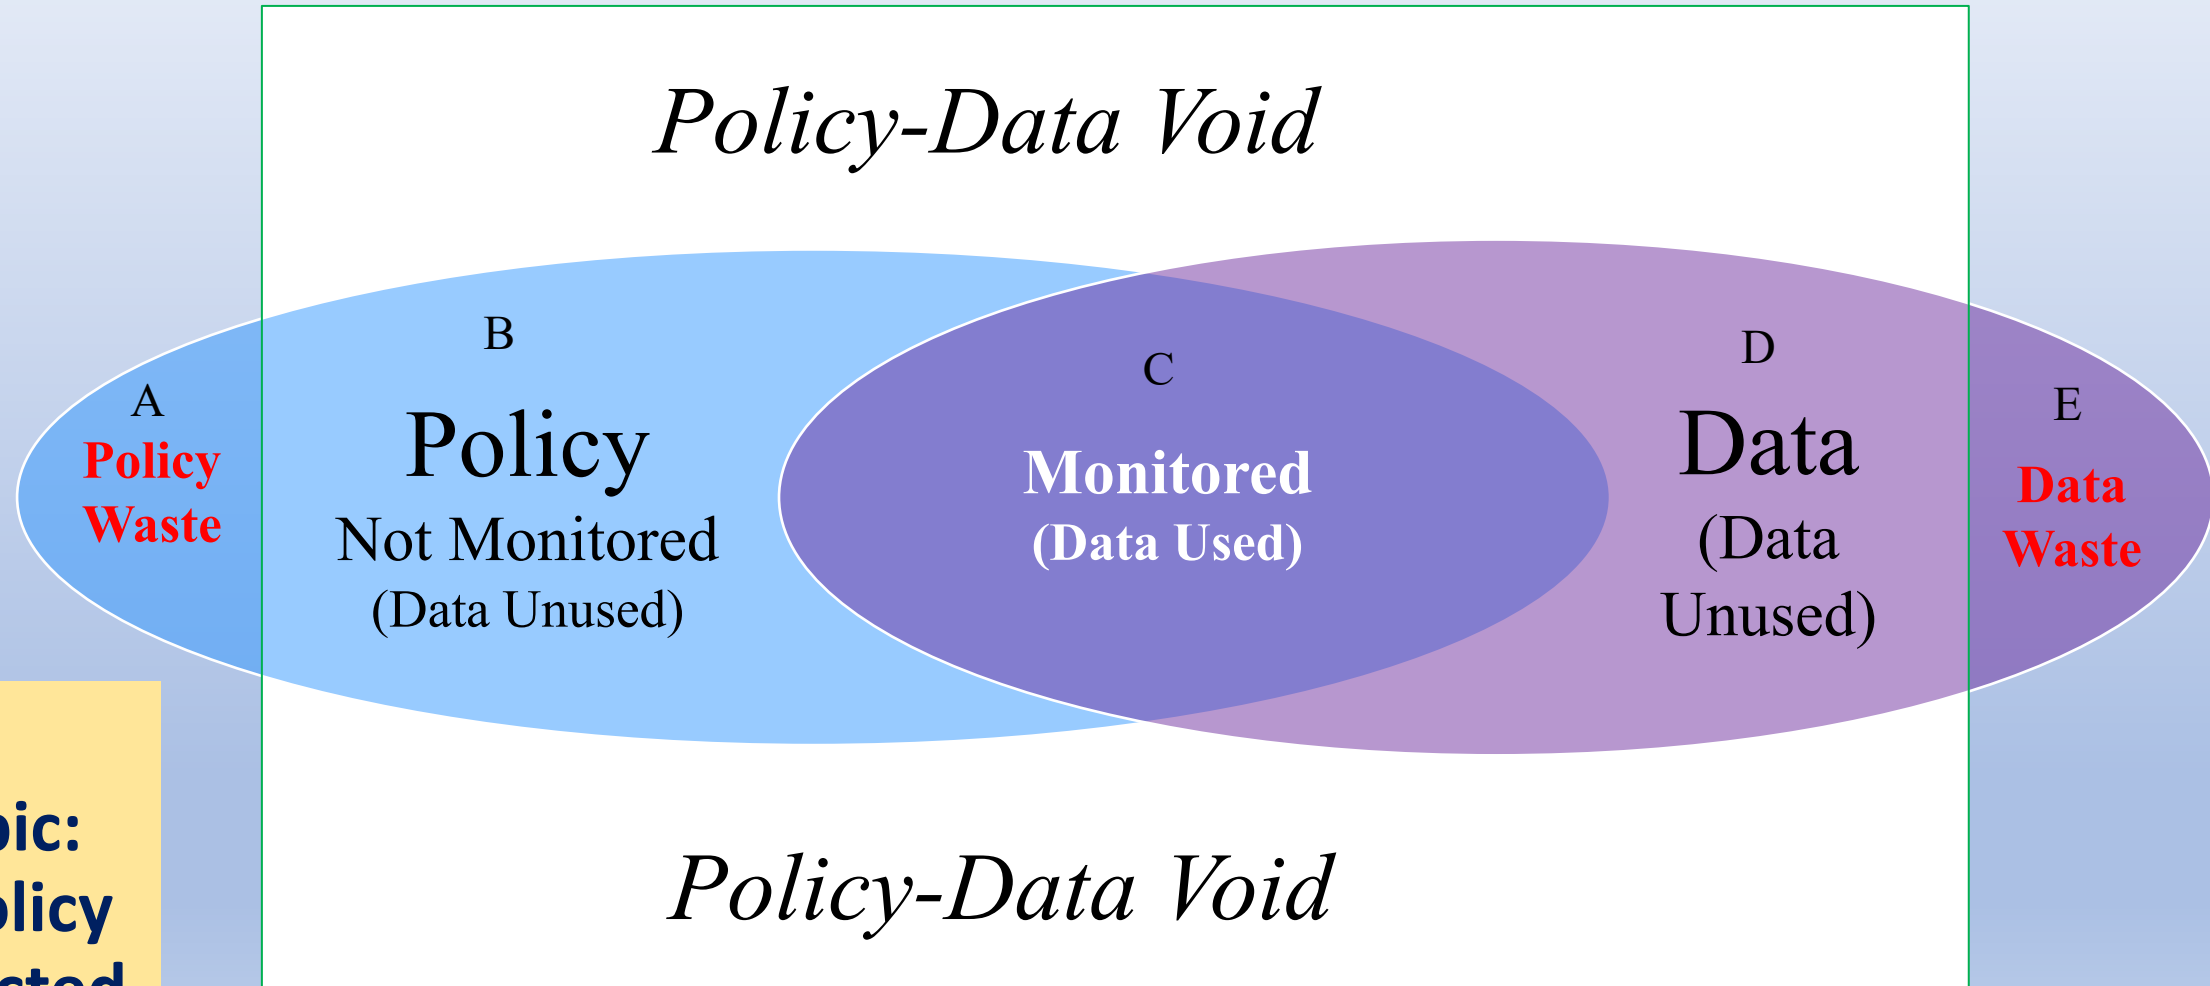 Policy-Data Void
A
Policy
Waste
B
Policy
Not Monitored
(Data Unused)
C
Monitored
(Data Used)
D
Data
(Data
Unused)
E
Data
Waste
Policy-Data Void